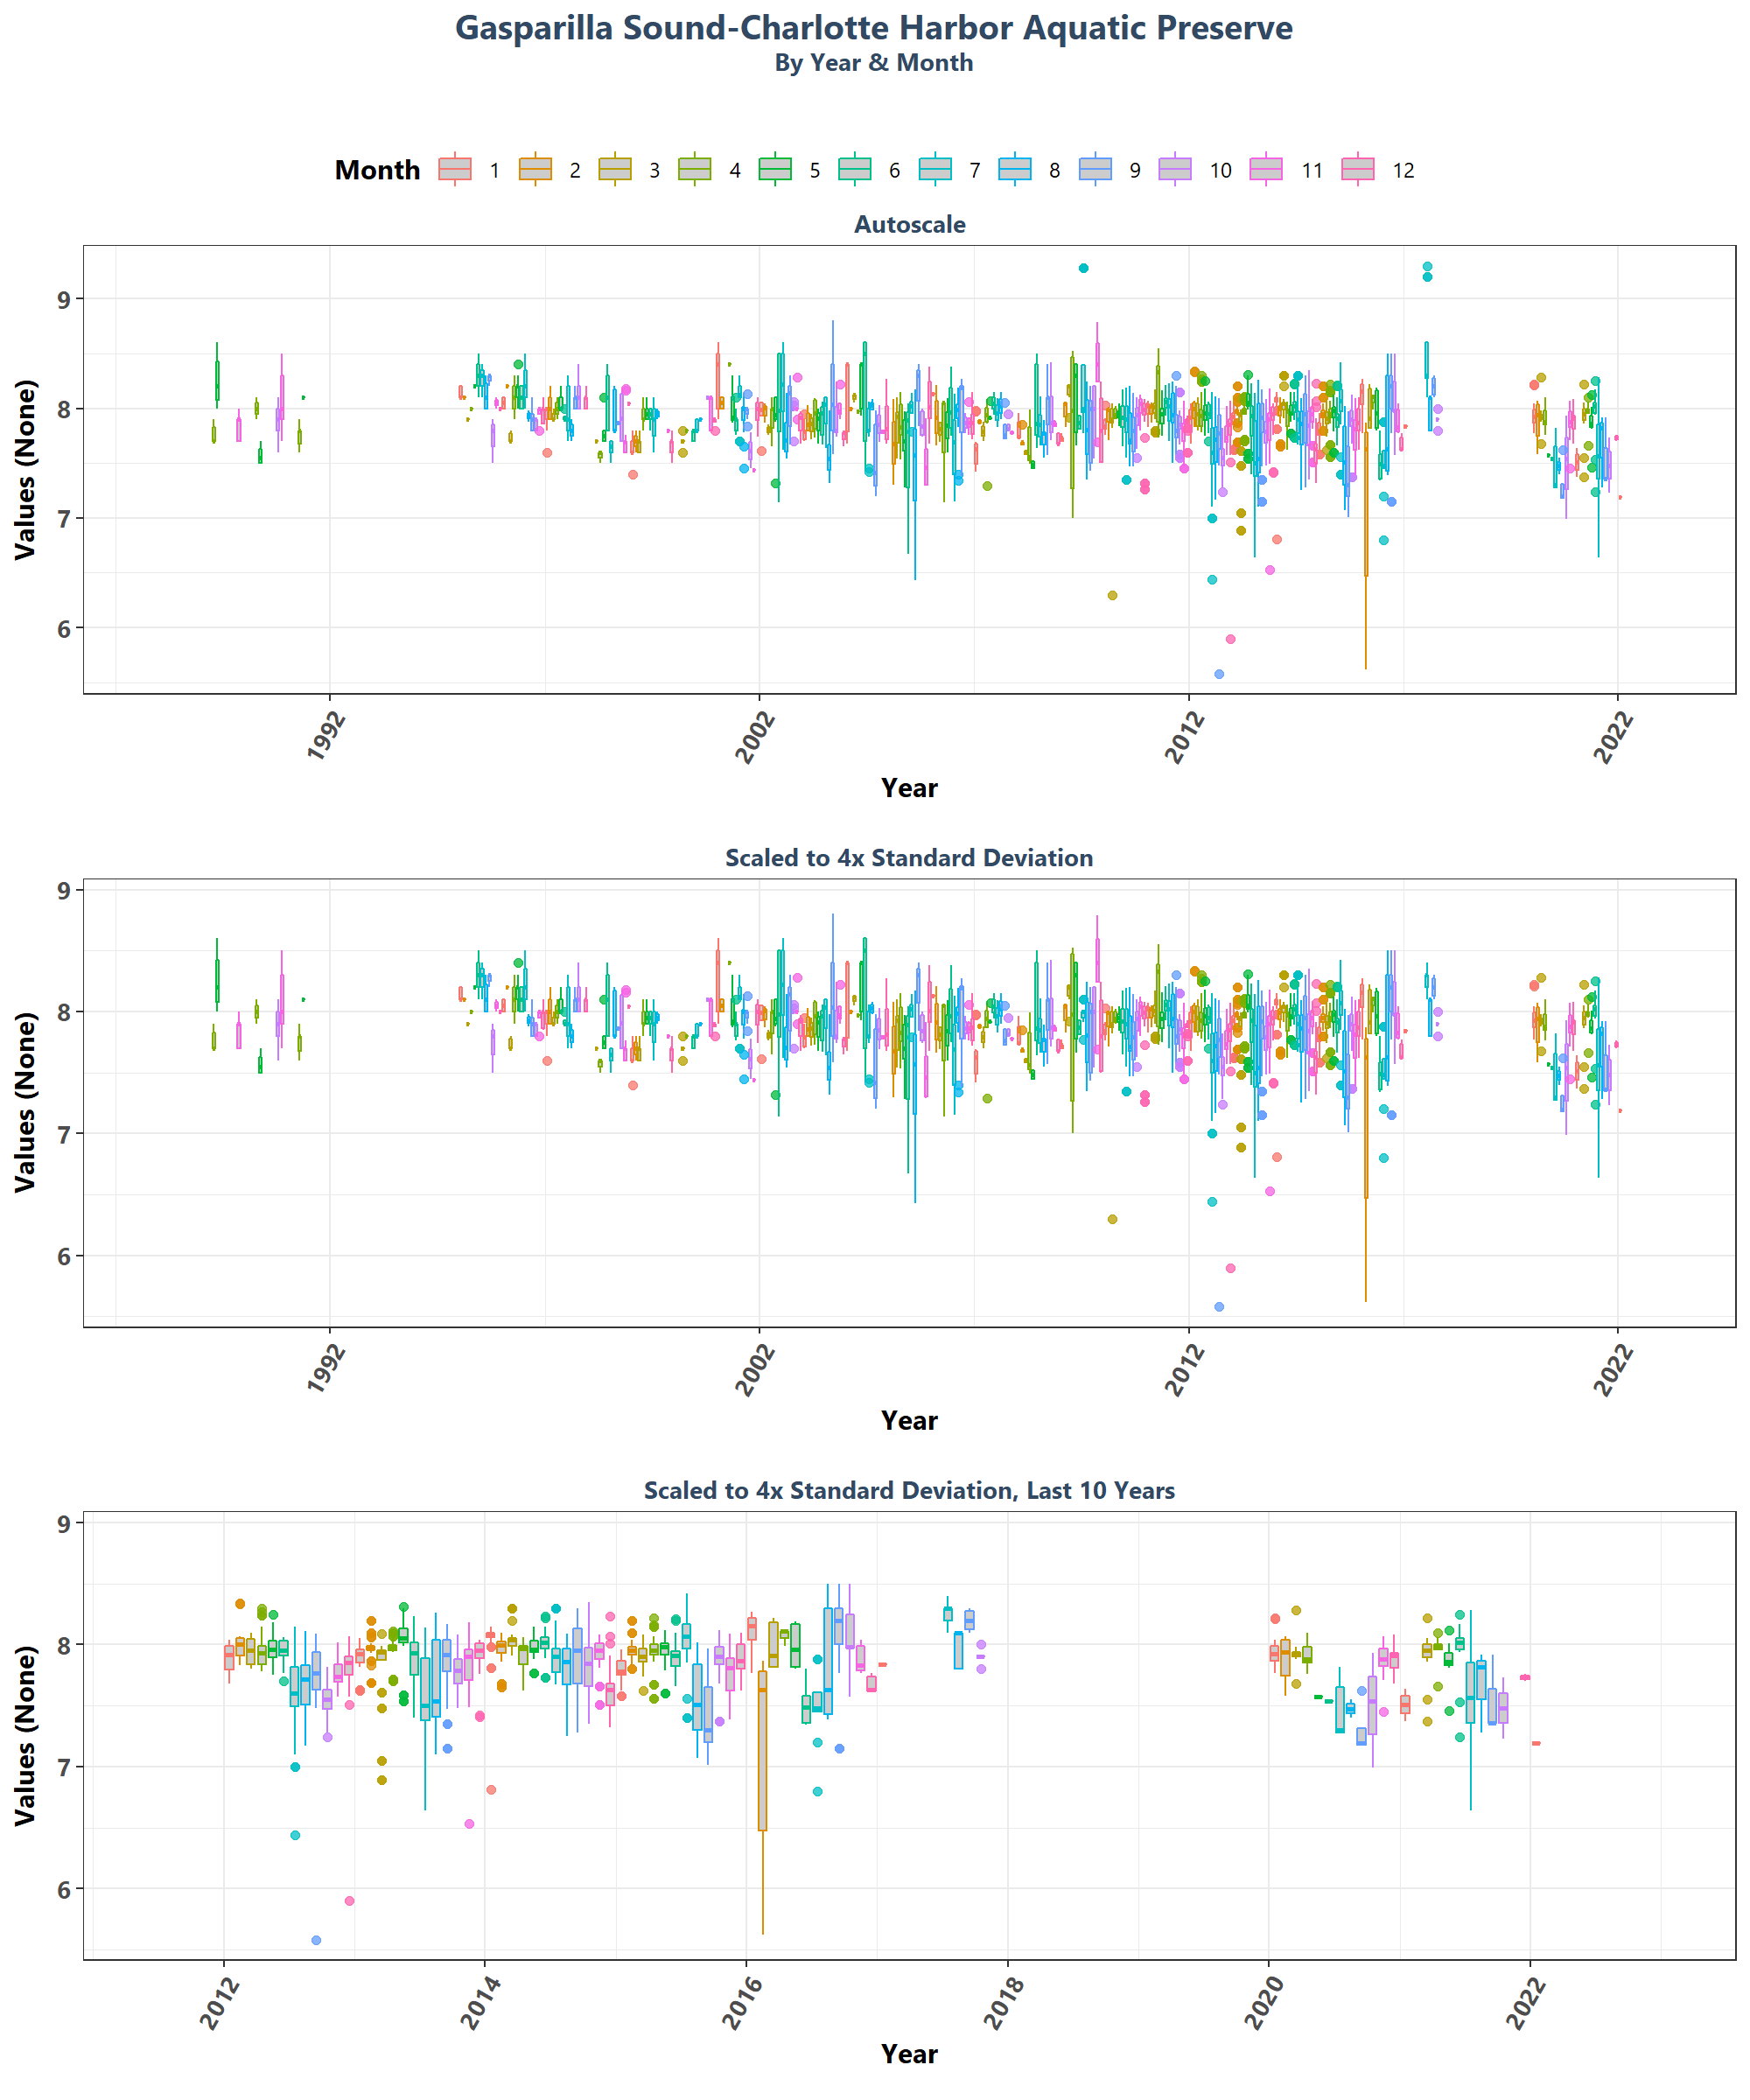 Gasparilla Sound-Charlotte Harbor Aquatic Preserve
By Year & Month
Month 1 2 3 4 5 6 7 8 9 10 11 12
Autoscale
Values (None)
9
8
7
6
1992 2002 2012 2022
Year
Scaled to 4x Standard Deviation
Values (None)
9
8
7
6
1992 2002 2012 2022
Year
Scaled to 4x Standard Deviation, Last 10 Years
Values (None)
9
8
7
6
2012 2014 2016 2018 2020 2022
Year